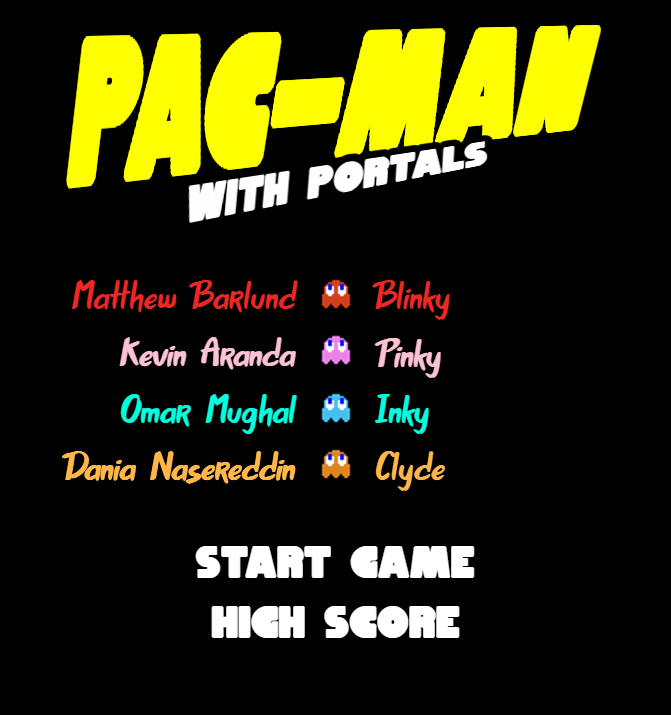 PAC-MAN
WITH PORTALS
Matthew Barlund Blinky
Kevin Aranda Pinky
Omar Mughal Inky
Dania Nasereddin Clyde
START GAME
HIGH SCORE